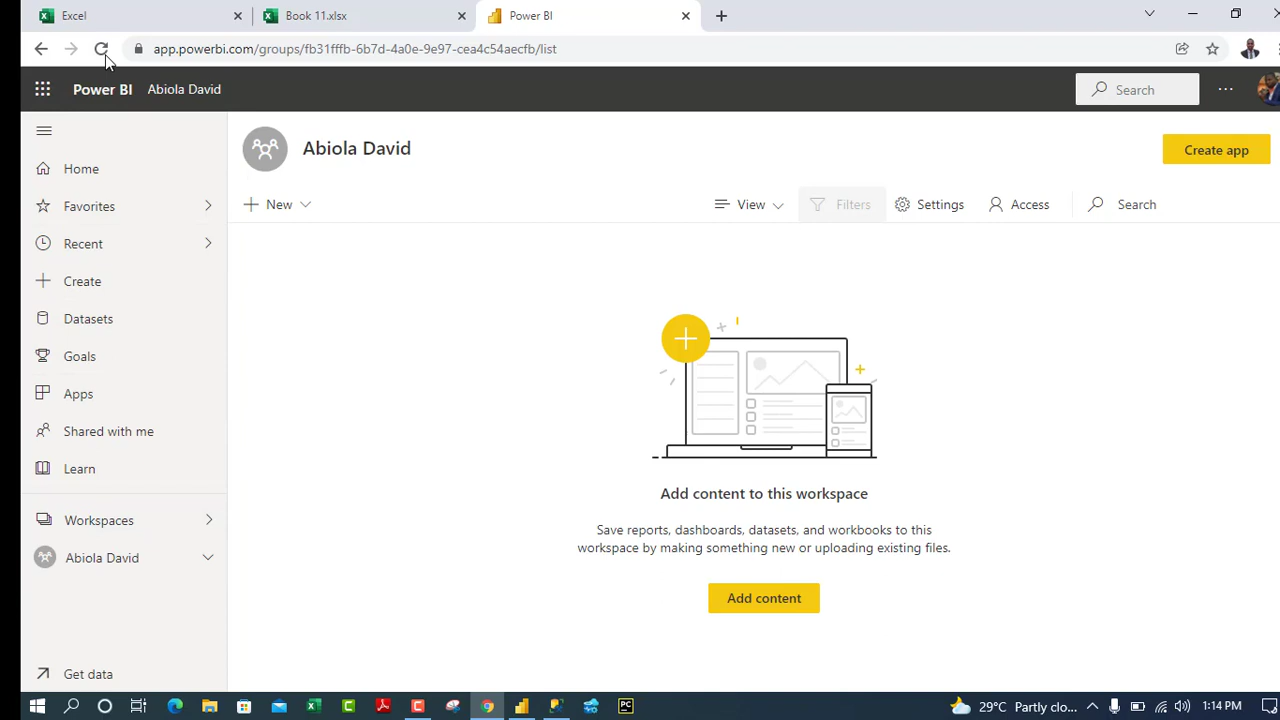 Excel
Book 11.xlsx
Power BI
app.powerbi.com/groups/fb31fffb-6b7d-4a0e-9e97-cea4c54aecfb/list
Power BI Abiola David
Search
Abiola David
Create app
New
View
Filters
Settings
Access
Search
Home
Favorites
Recent
Create
Datasets
Goals
Apps
Shared with me
Learn
Workspaces
Abiola David
Get data
Add content to this workspace
Save reports, dashboards, datasets, and workbooks to this
workspace by making something new or uploading existing files.
Add content
PC
29°C Partly clo...
1:14 PM